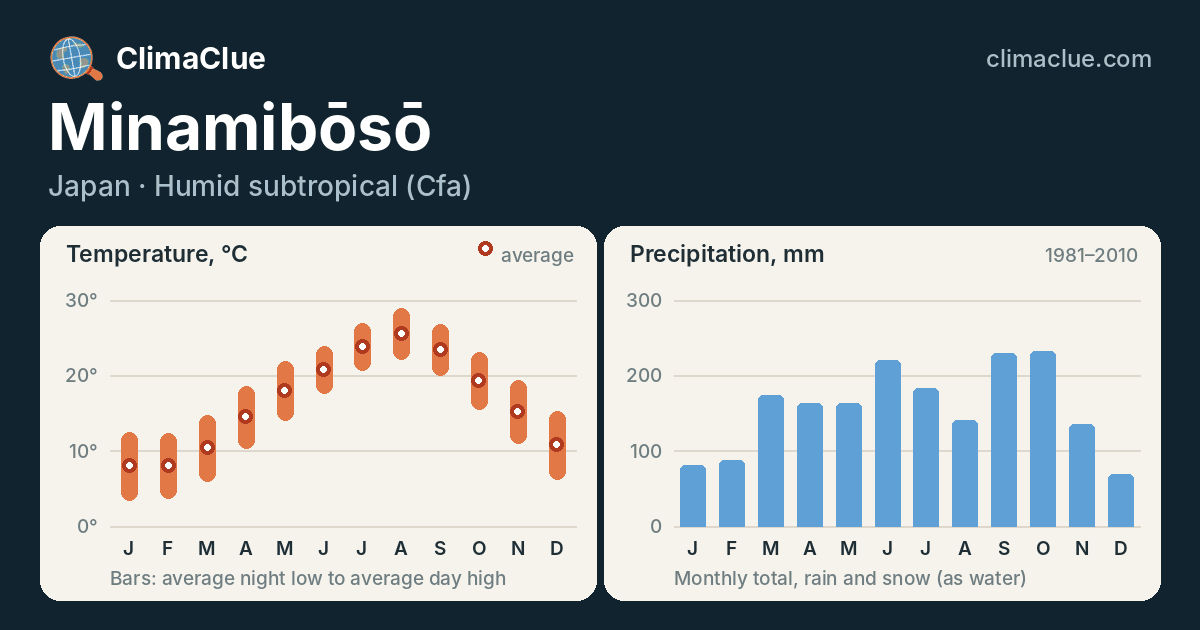 ClimaClue
climaclue.com
Minamibōsō
Japan · Humid subtropical (Cfa)
Temperature, °C
average
30°
20°
10°
0°
J F M A M J J A S O N D
Bars: average night low to average day high
Precipitation, mm
1981–2010
300
200
100
0
J F M A M J J A S O N D
Monthly total, rain and snow (as water)